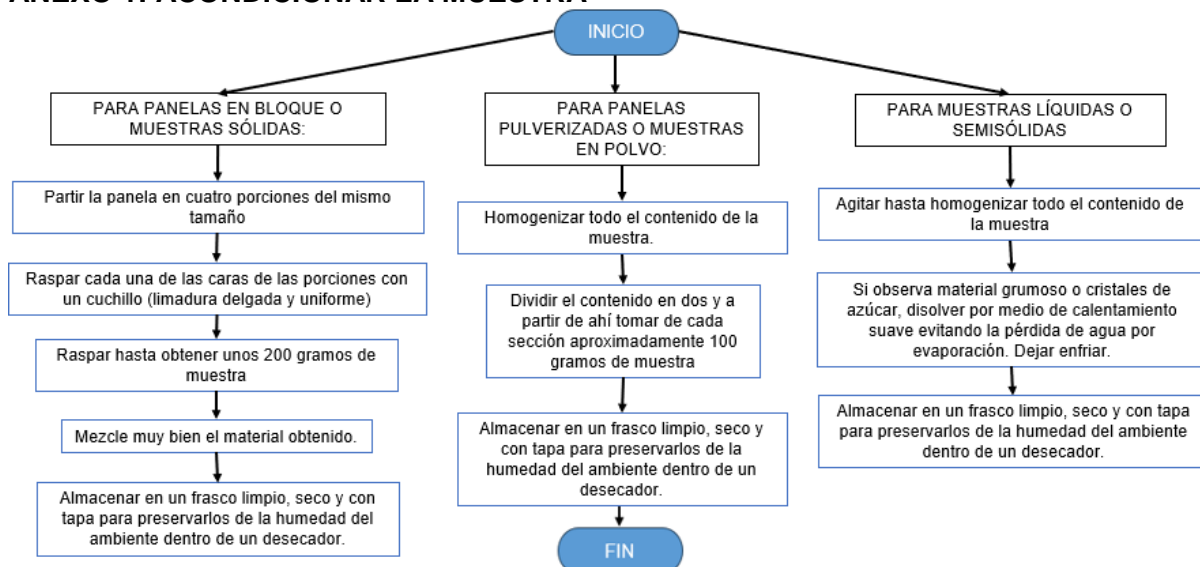 ANEXO 1: ACONDICIONAR LA MUESTRA
INICIO
PARA PANELAS EN BLOQUE O
MUESTRAS SÓLIDAS:
Partir la panela en cuatro porciones del mismo
tamaño
Raspar cada una de las caras de las porciones con
un cuchillo (limadura delgada y uniforme)
Raspar hasta obtener unos 200 gramos de
muestra
Mezcle muy bien el material obtenido.
Almacenar en un frasco limpio, seco y con
tapa para preservarlos de la humedad del
ambiente dentro de un desecador.
PARA PANELAS
PULVERIZADAS O MUESTRAS
EN POLVO:
Homogenizar todo el contenido de la
muestra.
Dividir el contenido en dos y a
partir de ahí tomar de cada
sección aproximadamente 100
gramos de muestra
Almacenar en un frasco limpio, seco y
con tapa para preservarlos de la
humedad del ambiente dentro de un
desecador.
FIN
PARA MUESTRAS LÍQUIDAS O
SEMISÓLIDAS
Agitar hasta homogenizar todo el contenido de
la muestra
Si observa material grumoso o cristales de
azúcar, disolver por medio de calentamiento
suave evitando la pérdida de agua por
evaporación. Dejar enfriar.
Almacenar en un frasco limpio, seco y con tapa
para preservarlos de la humedad del ambiente
dentro de un desecador.